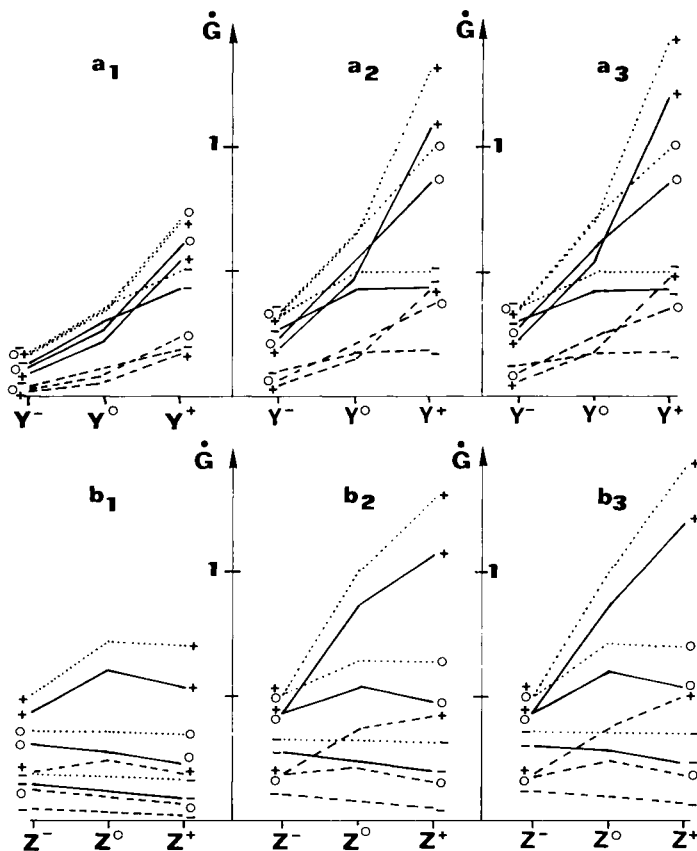 Ġ Ġ
a1 a2 a3
1 1
Y− Y○ Y+ Y− Y○ Y+ Y− Y○ Y+
Ġ Ġ
b1 b2 b3
1 1
Z− Z○ Z+ Z− Z○ Z+ Z− Z○ Z+